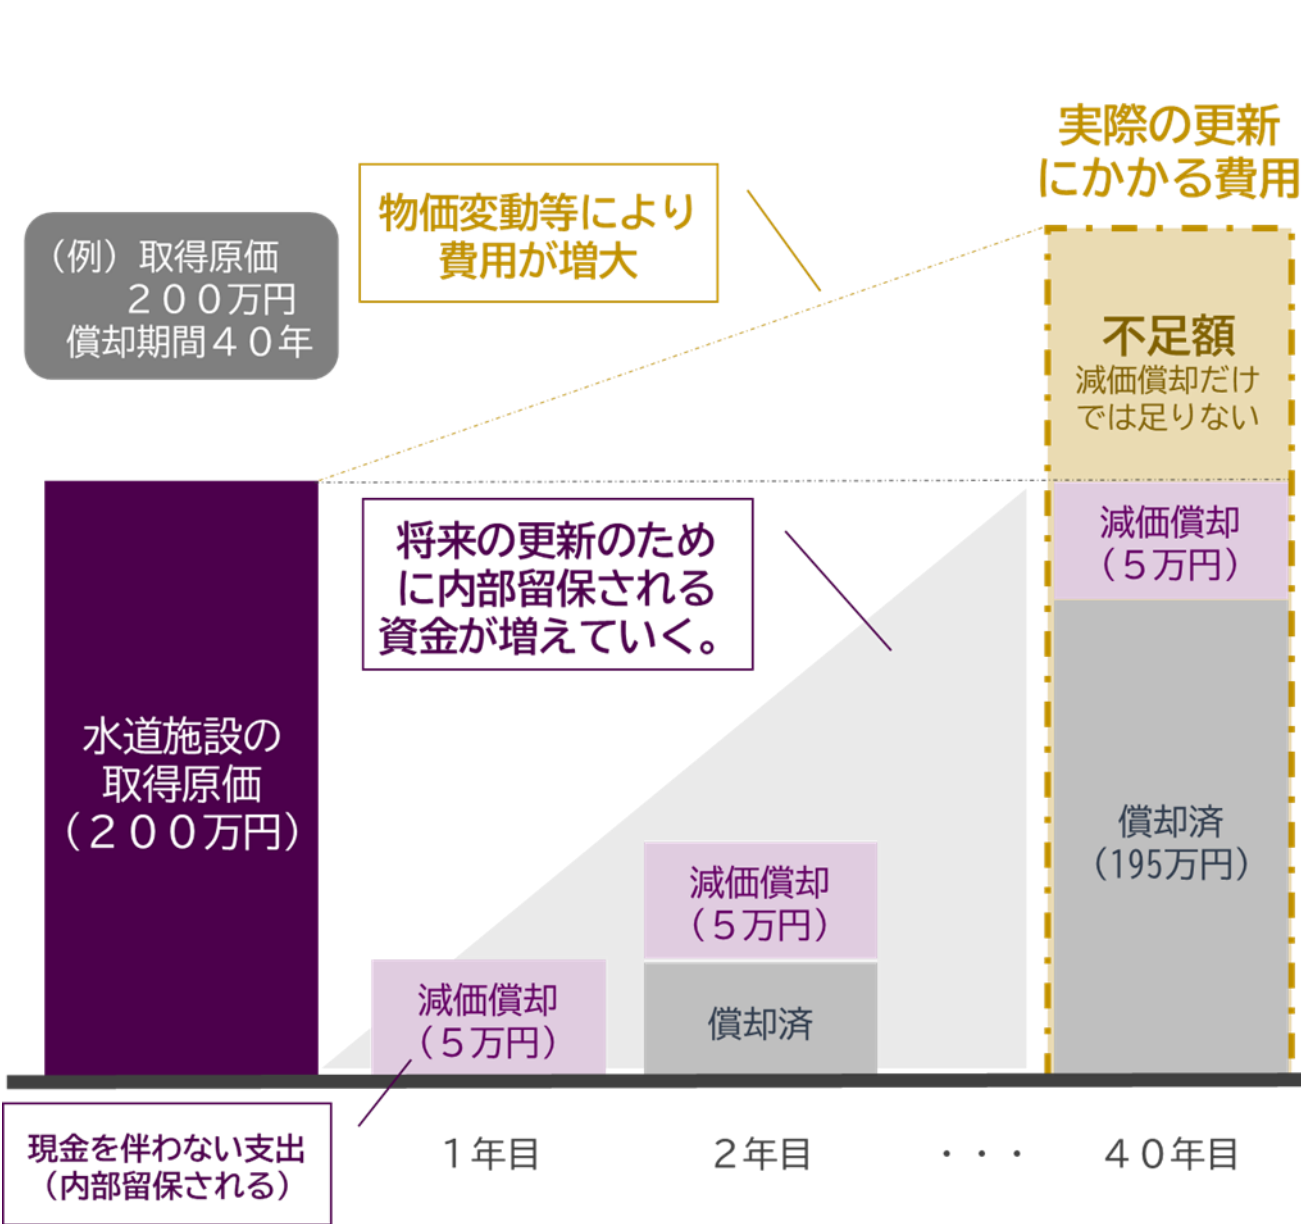 実際の更新
にかかる費用
物価変動等により
費用が増大
（例）取得原価
２００万円
償却期間４０年
不足額
減価償却だけ
では足りない
将来の更新のため
に内部留保される
資金が増えていく。
減価償却
（５万円）
水道施設の
取得原価
（２００万円）
償却済
（195万円）
減価償却
（５万円）
償却済
減価償却
（５万円）
現金を伴わない支出
（内部留保される）
１年目
２年目
・・・
４０年目